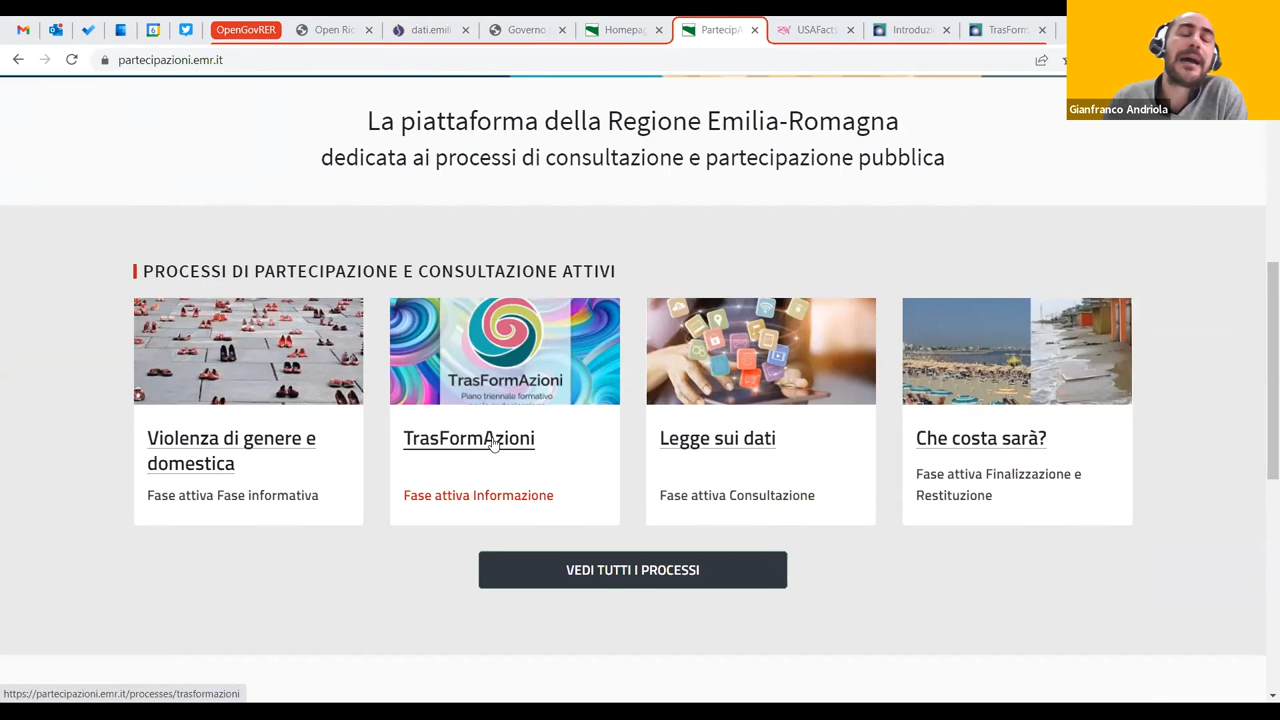 OpenGovRER
Open Ric
dati.emili
Governo
Homepag
PartecipA
USAFacts
Introduzi
TrasForm
partecipazioni.emr.it
Gianfranco Andriola
La piattaforma della Regione Emilia-Romagna
dedicata ai processi di consultazione e partecipazione pubblica
PROCESSI DI PARTECIPAZIONE E CONSULTAZIONE ATTIVI
TrasFormAzioni
Piano triennale formativo
Violenza di genere e
domestica
Fase attiva Fase informativa
TrasFormAzioni
Fase attiva Informazione
Legge sui dati
Fase attiva Consultazione
Che costa sarà?
Fase attiva Finalizzazione e
Restituzione
VEDI TUTTI I PROCESSI
https://partecipazioni.emr.it/processes/trasformazioni